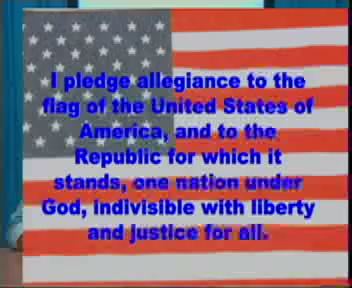 I pledge allegiance to the
flag of the United States of
America, and to the
Republic for which it
stands, one nation under
God, indivisible with liberty
and justice for all.